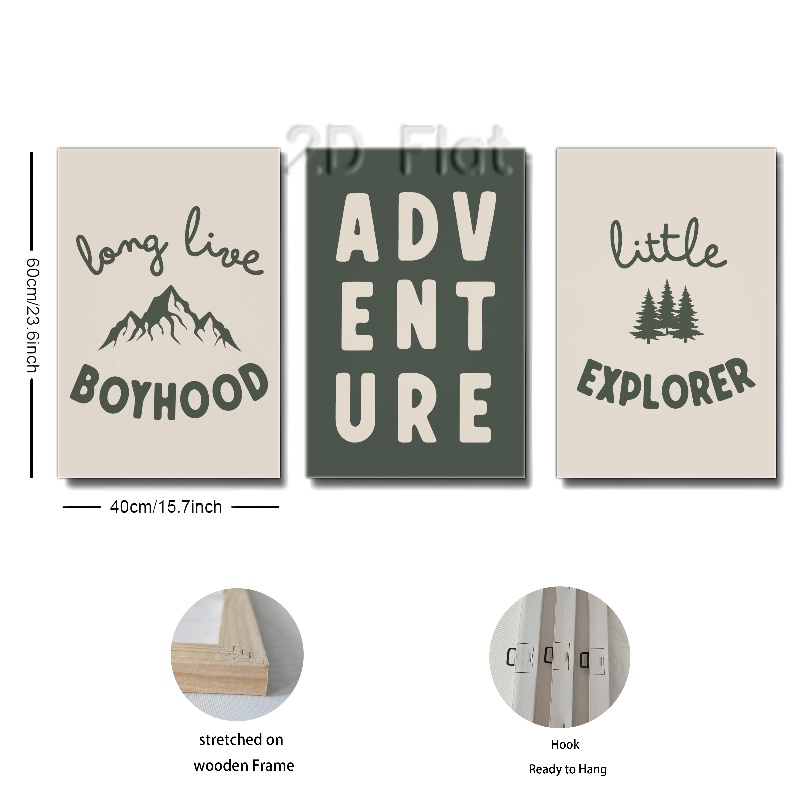 2D Flat
long live
BOYHOOD
ADV
ENT
URE
little
EXPLORER
60cm/23.6inch
40cm/15.7inch
stretched on
wooden Frame
Hook
Ready to Hang